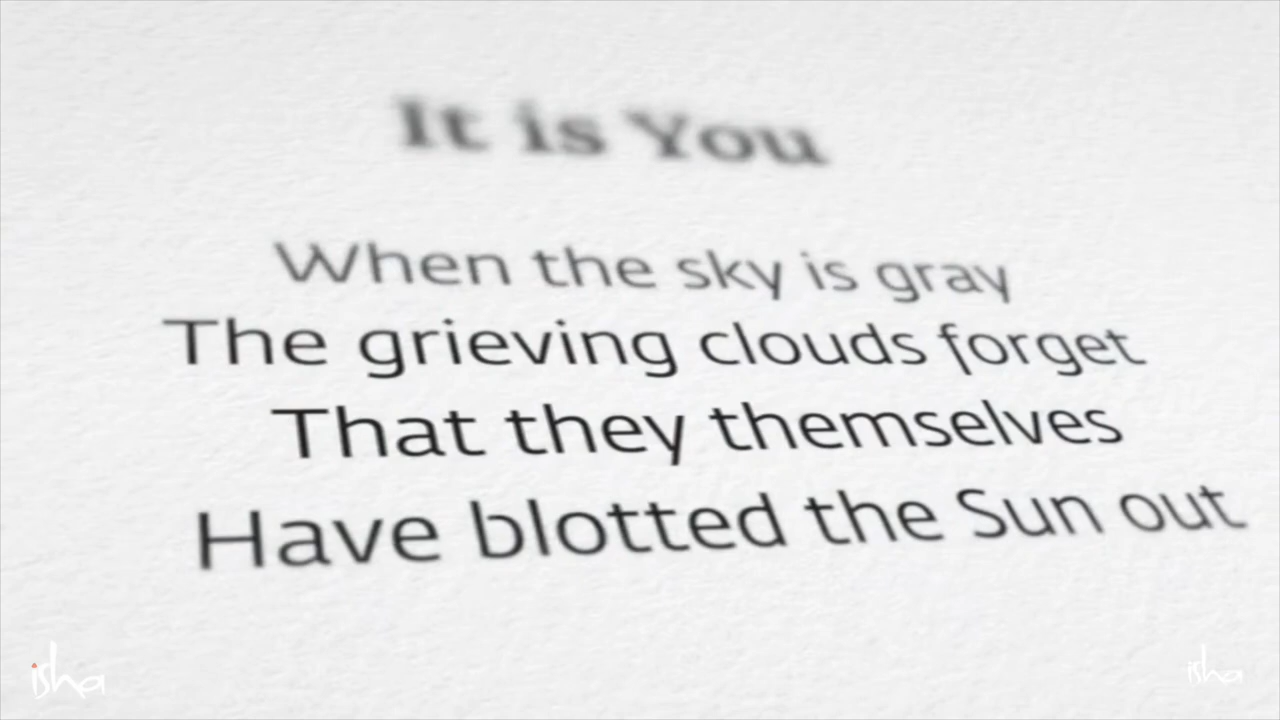 It is You
When the sky is gray
The grieving clouds forget
That they themselves
Have blotted the Sun out
isha
isha